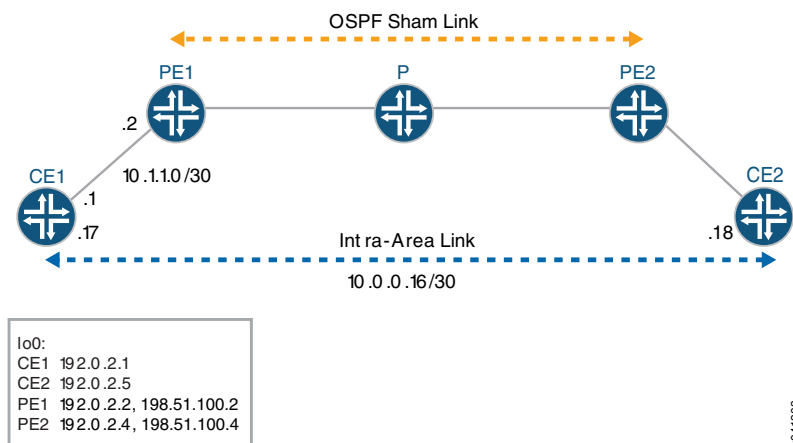 OSPF Sham Link
PE1
P
PE2
.2
10.1.1.0/30
CE1
.1
.17
CE2
.18
Intra-Area Link
10.0.0.16/30
lo0:
CE1 192.0.2.1
CE2 192.0.2.5
PE1 192.0.2.2, 198.51.100.2
PE2 192.0.2.4, 198.51.100.4